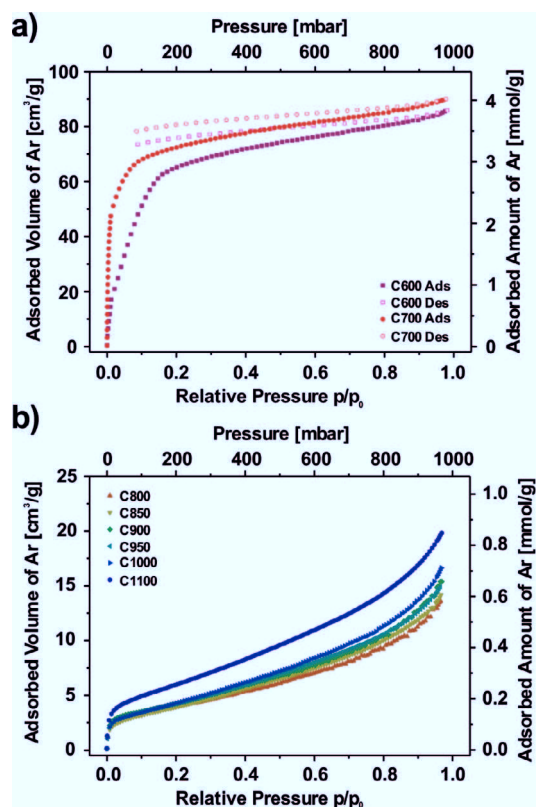 a)
Pressure [mbar]
0 200 400 600 800 1000
100
80
60
40
20
0
Adsorbed Volume of Ar [cm³/g]
4
3
2
1
0
Adsorbed Amount of Ar [mmol/g]
C600 Ads
C600 Des
C700 Ads
C700 Des
0.0 0.2 0.4 0.6 0.8 1.0
Relative Pressure p/p₀
b)
Pressure [mbar]
0 200 400 600 800 1000
25
20
15
10
5
0
Adsorbed Volume of Ar [cm³/g]
1.0
0.8
0.6
0.4
0.2
0.0
Adsorbed Amount of Ar [mmol/g]
C800
C850
C900
C950
C1000
C1100
0.0 0.2 0.4 0.6 0.8 1.0
Relative Pressure p/p₀